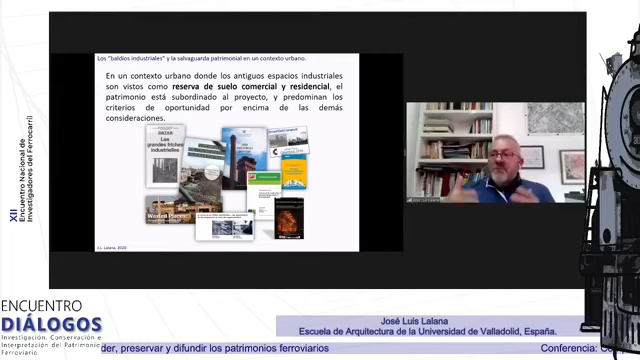 XII
Encuentro Nacional de
Investigadores del Ferrocarril
Los "baldíos industriales" y la salvaguarda patrimonial en un contexto urbano.
En un contexto urbano donde los antiguos espacios industriales
son vistos como reserva de suelo comercial y residencial, el
patrimonio está subordinado al proyecto, y predominan los
criterios de oportunidad por encima de las demás
consideraciones.
DATAR
Les
grandes friches
industrielles
Wasted Places
J.L. Lalana, 2020
ENCUENTRO
DIÁLOGOS
Investigación, Conservación e
Interpretación del Patrimonio
Ferroviario.
José Luis Lalana
Escuela de Arquitectura de la Universidad de Valladolid, España.
der, preservar y difundir los patrimonios ferroviarios
Conferencia: